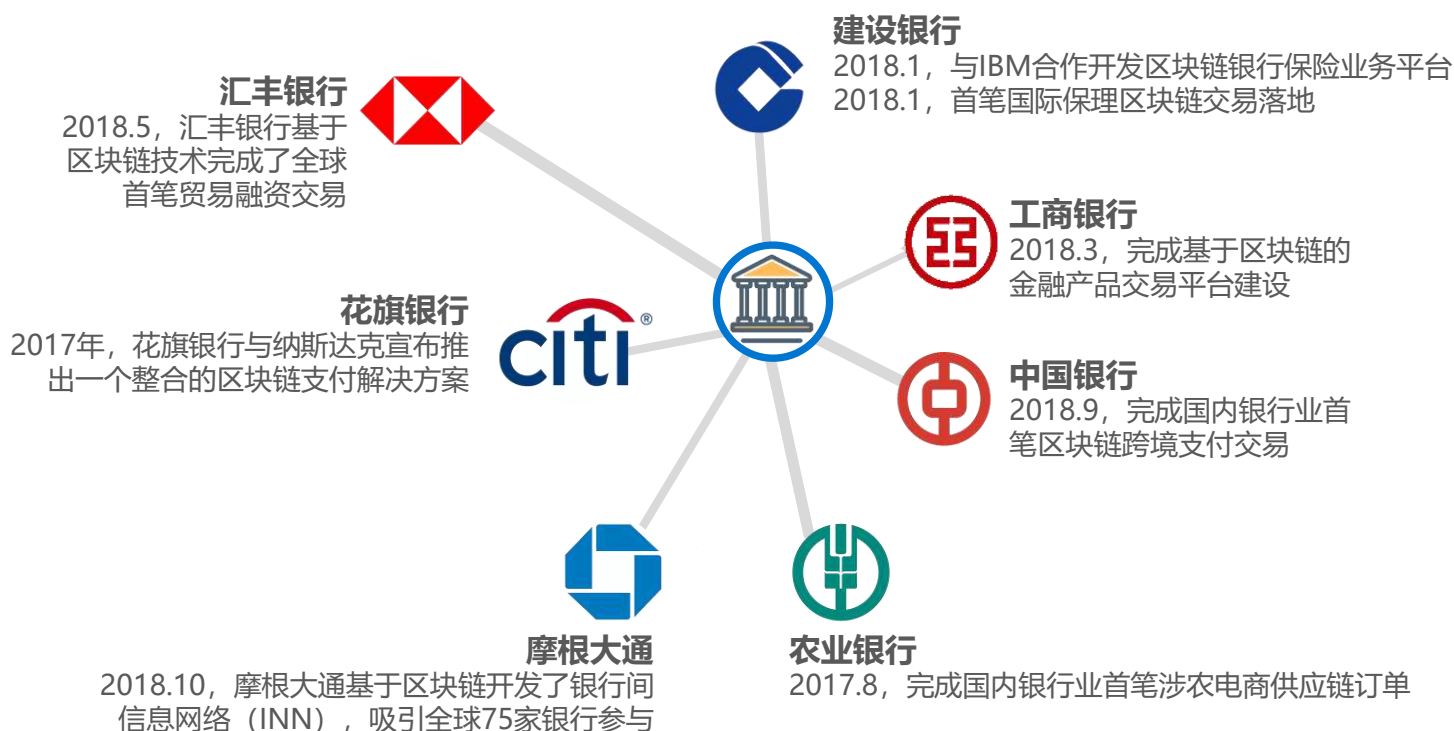 建设银行
2018.1，与IBM合作开发区块链银行保险业务平台
2018.1，首笔国际保理区块链交易落地
汇丰银行
2018.5，汇丰银行基于
区块链技术完成了全球
首笔贸易融资交易
工商银行
2018.3，完成基于区块链的
金融产品交易平台建设
花旗银行
2017年，花旗银行与纳斯达克宣布推
出一个整合的区块链支付解决方案
citi®
中国银行
2018.9，完成国内银行业首
笔区块链跨境支付交易
摩根大通
2018.10，摩根大通基于区块链开发了银行间
信息网络（INN），吸引全球75家银行参与
农业银行
2017.8，完成国内银行业首笔涉农电商供应链订单